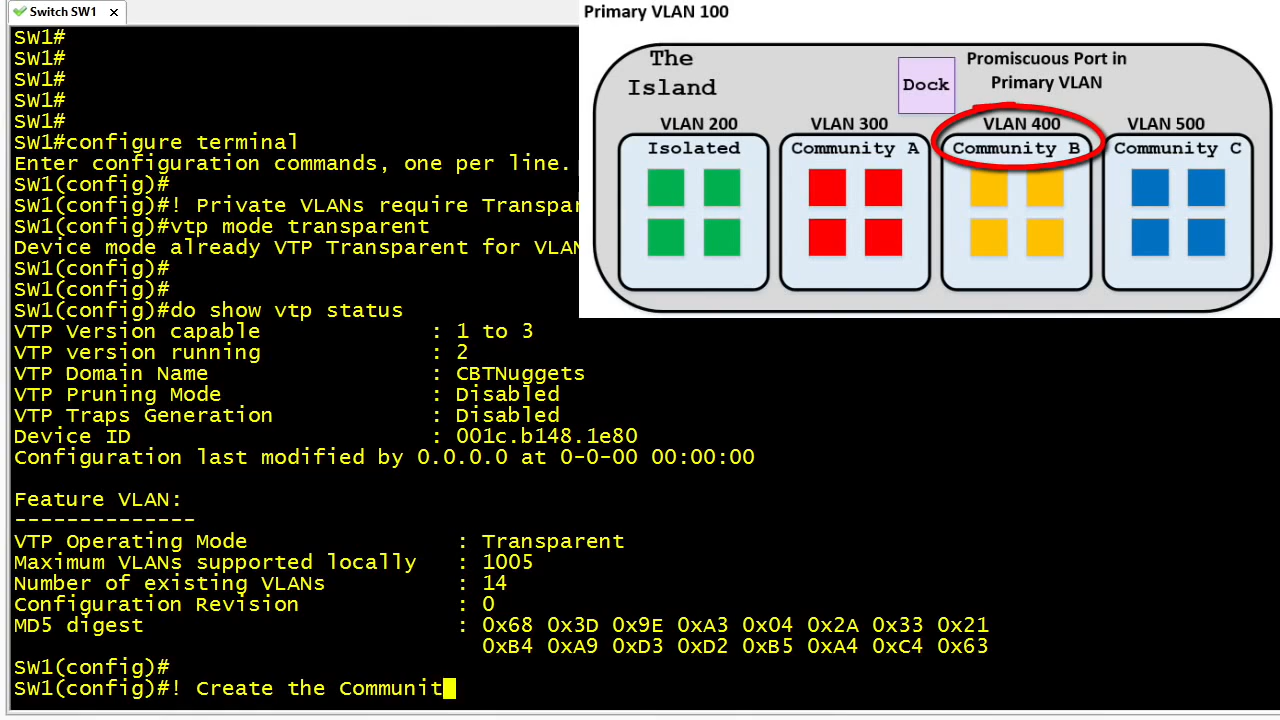 Switch SW1 ×
SW1#
SW1#
SW1#
SW1#
SW1#
SW1#configure terminal
Enter configuration commands, one per line.
SW1(config)#
SW1(config)#! Private VLANs require Transpar
SW1(config)#vtp mode transparent
Device mode already VTP Transparent for VLAN
SW1(config)#
SW1(config)#
SW1(config)#do show vtp status
VTP Version capable : 1 to 3
VTP version running : 2
VTP Domain Name : CBTNuggets
VTP Pruning Mode : Disabled
VTP Traps Generation : Disabled
Device ID : 001c.b148.1e80
Configuration last modified by 0.0.0.0 at 0-0-00 00:00:00
Feature VLAN:
--------------
VTP Operating Mode : Transparent
Maximum VLANs supported locally : 1005
Number of existing VLANs : 14
Configuration Revision : 0
MD5 digest : 0x68 0x3D 0x9E 0xA3 0x04 0x2A 0x33 0x21
0xB4 0xA9 0xD3 0xD2 0xB5 0xA4 0xC4 0x63
SW1(config)#
SW1(config)#! Create the Communit
Primary VLAN 100
The
Island
Dock
Promiscuous Port in
Primary VLAN
VLAN 200
Isolated
VLAN 300
Community A
VLAN 400
Community B
VLAN 500
Community C